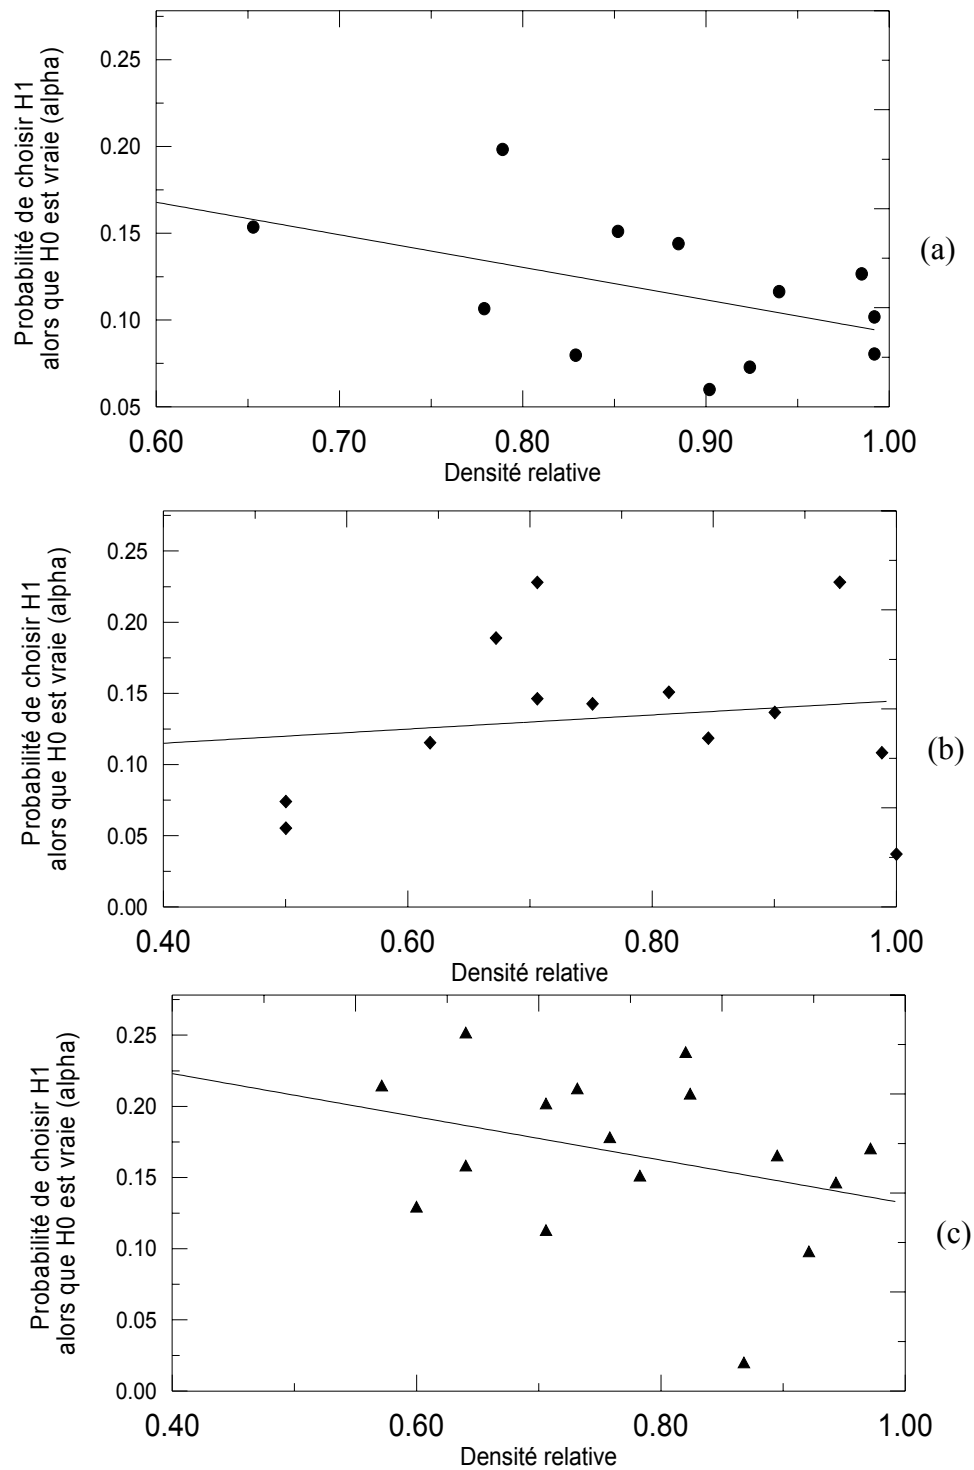 Probabilité de choisir H1
alors que H0 est vraie (alpha)
0.25
0.20
0.15
0.10
0.05
0.60
0.70
0.80
0.90
1.00
Densité relative
(a)
Probabilité de choisir H1
alors que H0 est vraie (alpha)
0.25
0.20
0.15
0.10
0.05
0.00
0.40
0.60
0.80
1.00
Densité relative
(b)
Probabilité de choisir H1
alors que H0 est vraie (alpha)
0.25
0.20
0.15
0.10
0.05
0.00
0.40
0.60
0.80
1.00
Densité relative
(c)